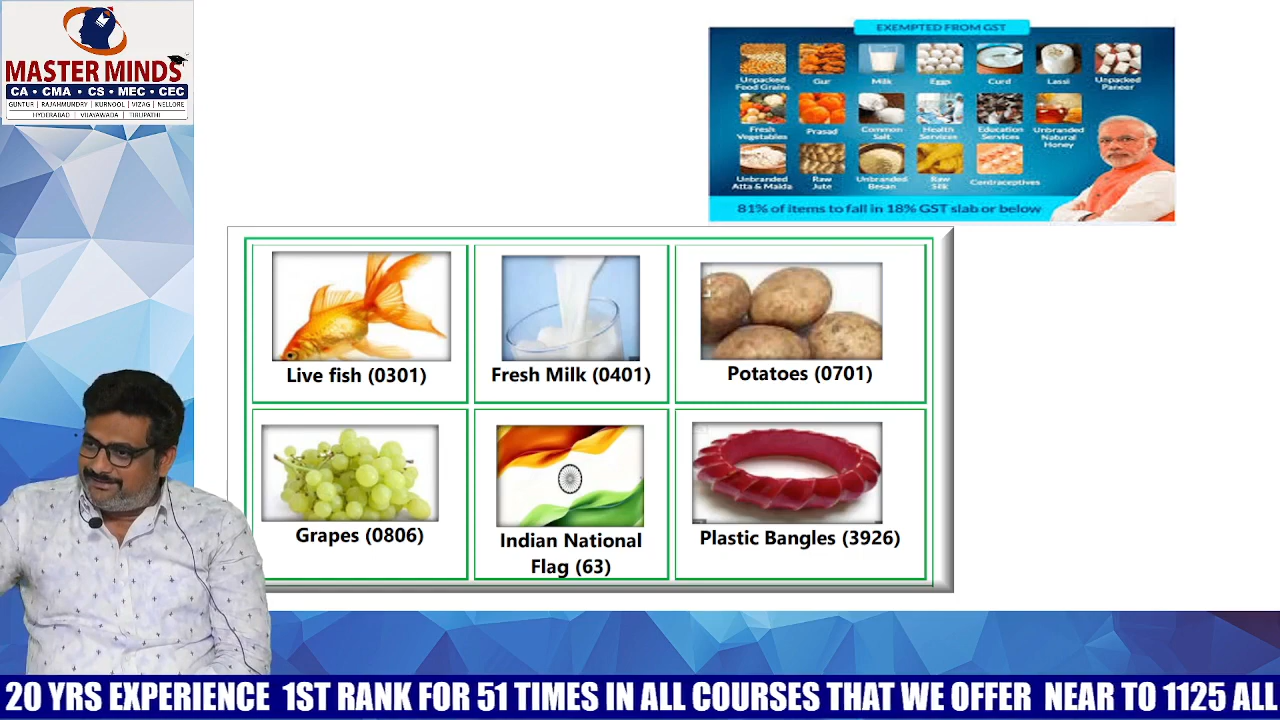 MASTER MINDS
CA • CMA • CS • MEC • CEC
GUNTUR | RAJAHMUNDRY | KURNOOL | VIZAG | NELLORE
HYDERABAD | VIJAYAWADA | TIRUPATHI
EXEMPTED FROM GST
Unpacked Food Grains
Gur
Milk
Eggs
Curd
Lassi
Unpacked Paneer
Fresh Vegetables
Prasad
Common Salt
Health Services
Education Services
Unbranded Natural Honey
Unbranded Atta & Maida
Raw Jute
Unbranded Besan
Raw Silk
Contraceptives
81% of items to fall in 18% GST slab or below
Live fish (0301)
Fresh Milk (0401)
Potatoes (0701)
Grapes (0806)
Indian National
Flag (63)
Plastic Bangles (3926)
20 YRS EXPERIENCE 1ST RANK FOR 51 TIMES IN ALL COURSES THAT WE OFFER NEAR TO 1125 ALL